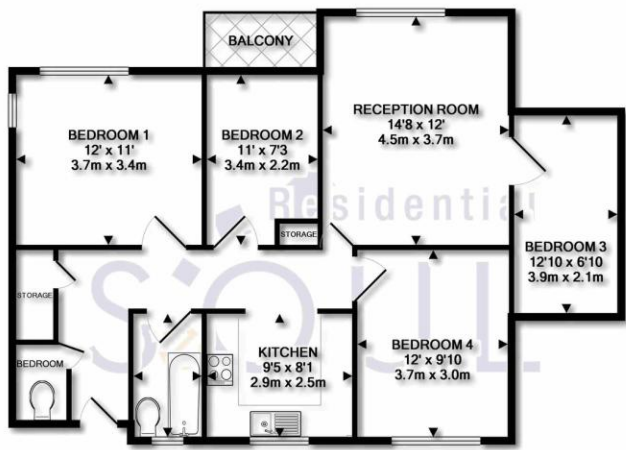 BALCONY
RECEPTION ROOM
14'8 x 12'
4.5m x 3.7m
BEDROOM 1
12' x 11'
3.7m x 3.4m
BEDROOM 2
11' x 7'3
3.4m x 2.2m
Residential
STORAGE
BEDROOM 3
12'10 x 6'10
3.9m x 2.1m
STORAGE
SOUL
BEDROOM
KITCHEN
9'5 x 8'1
2.9m x 2.5m
BEDROOM 4
12' x 9'10
3.7m x 3.0m